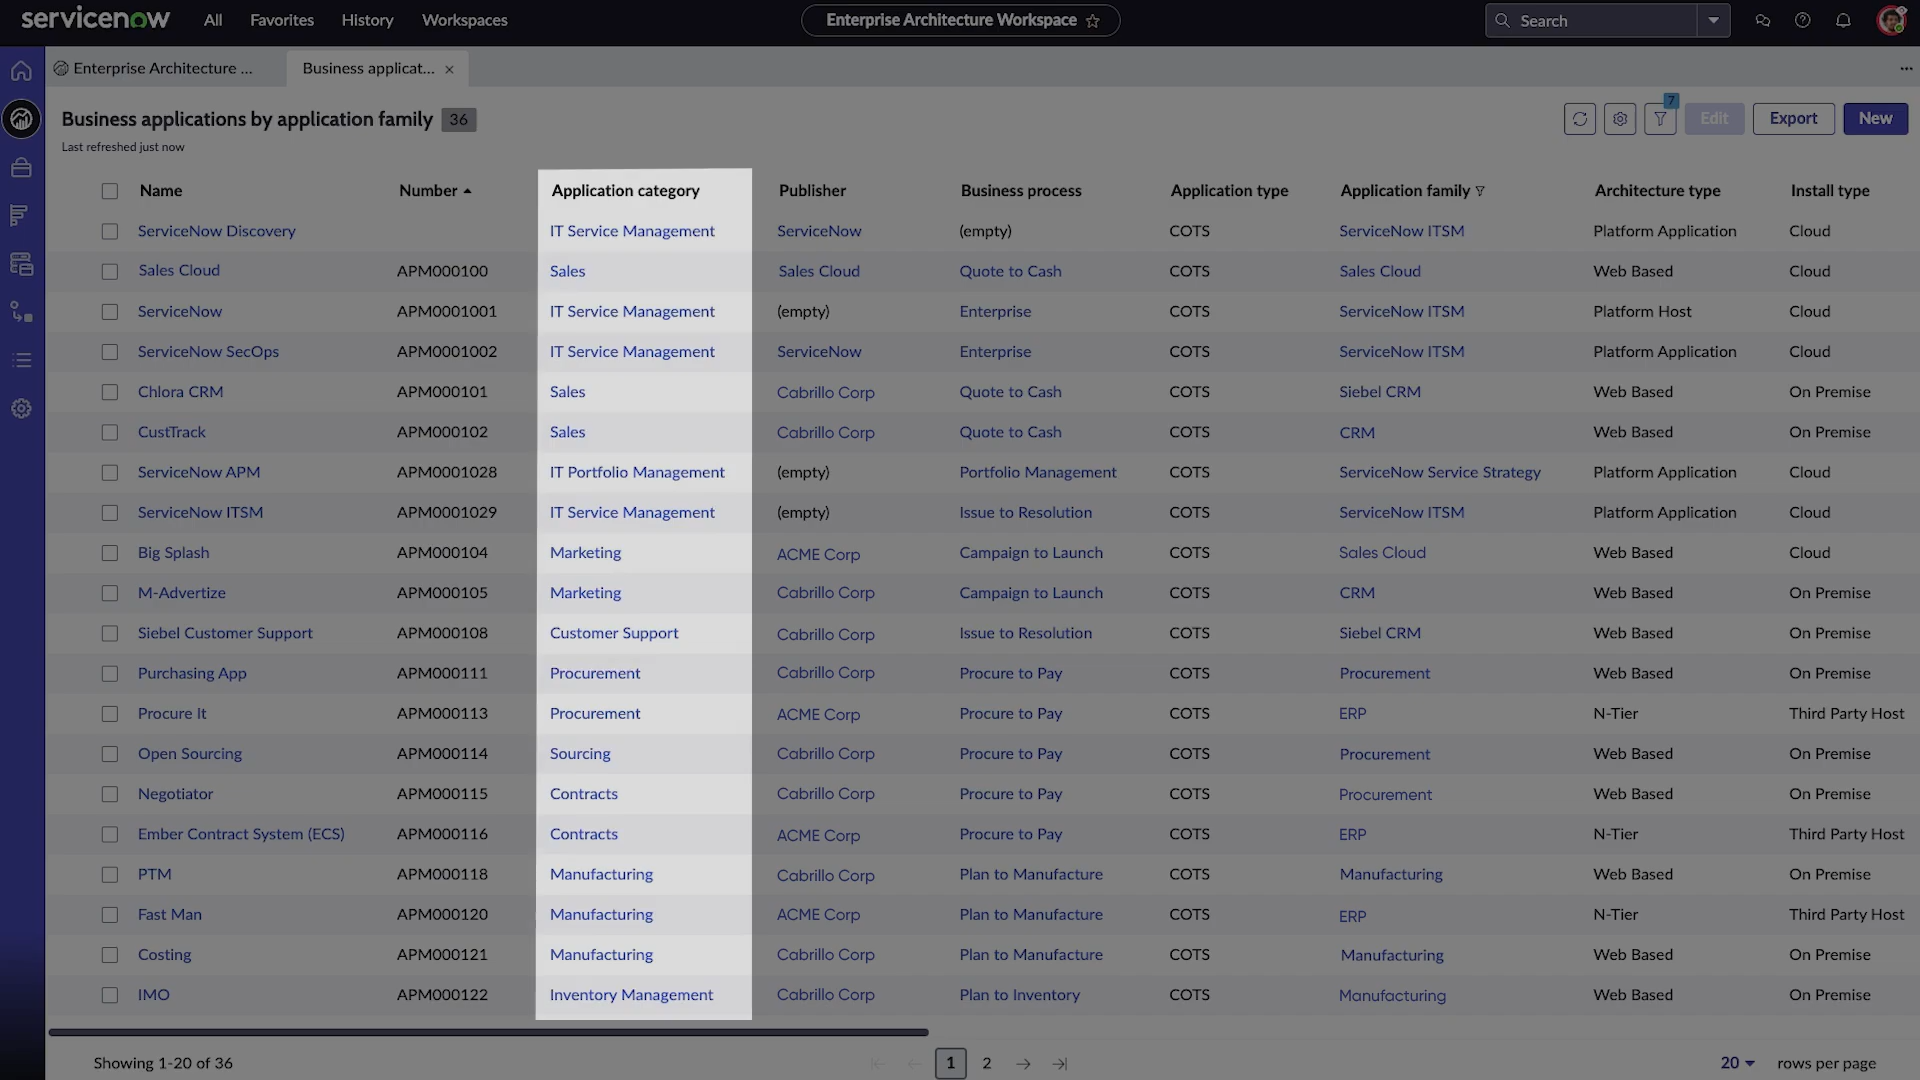 servicenow All Favorites History Workspaces Enterprise Architecture Workspace Search
Enterprise Architecture ... Business applicat... ...
Business applications by application family 36 7 Edit Export New
Last refreshed just now
Name Number Application category Publisher Business process Application type Application family Architecture type Install type
ServiceNow Discovery IT Service Management ServiceNow (empty) COTS ServiceNow ITSM Platform Application Cloud
Sales Cloud APM000100 Sales Sales Cloud Quote to Cash COTS Sales Cloud Web Based Cloud
ServiceNow APM0001001 IT Service Management (empty) Enterprise COTS ServiceNow ITSM Platform Host Cloud
ServiceNow SecOps APM0001002 IT Service Management ServiceNow Enterprise COTS ServiceNow ITSM Platform Application Cloud
Chlora CRM APM000101 Sales Cabrillo Corp Quote to Cash COTS Siebel CRM Web Based On Premise
CustTrack APM000102 Sales Cabrillo Corp Quote to Cash COTS CRM Web Based On Premise
ServiceNow APM APM0001028 IT Portfolio Management (empty) Portfolio Management COTS ServiceNow Service Strategy Platform Application Cloud
ServiceNow ITSM APM0001029 IT Service Management (empty) Issue to Resolution COTS ServiceNow ITSM Platform Application Cloud
Big Splash APM000104 Marketing ACME Corp Campaign to Launch COTS Sales Cloud Web Based Cloud
M-Advertize APM000105 Marketing Cabrillo Corp Campaign to Launch COTS CRM Web Based On Premise
Siebel Customer Support APM000108 Customer Support Cabrillo Corp Issue to Resolution COTS Siebel CRM Web Based On Premise
Purchasing App APM000111 Procurement Cabrillo Corp Procure to Pay COTS Procurement Web Based On Premise
Procure It APM000113 Procurement ACME Corp Procure to Pay COTS ERP N-Tier Third Party Host
Open Sourcing APM000114 Sourcing Cabrillo Corp Procure to Pay COTS Procurement Web Based On Premise
Negotiator APM000115 Contracts Cabrillo Corp Procure to Pay COTS Procurement Web Based On Premise
Ember Contract System (ECS) APM000116 Contracts ACME Corp Procure to Pay COTS ERP N-Tier Third Party Host
PTM APM000118 Manufacturing Cabrillo Corp Plan to Manufacture COTS Manufacturing Web Based On Premise
Fast Man APM000120 Manufacturing ACME Corp Plan to Manufacture COTS ERP N-Tier Third Party Host
Costing APM000121 Manufacturing Cabrillo Corp Plan to Manufacture COTS Manufacturing Web Based On Premise
IMO APM000122 Inventory Management Cabrillo Corp Plan to Inventory COTS Manufacturing Web Based On Premise
Showing 1-20 of 36 1 2 20 rows per page